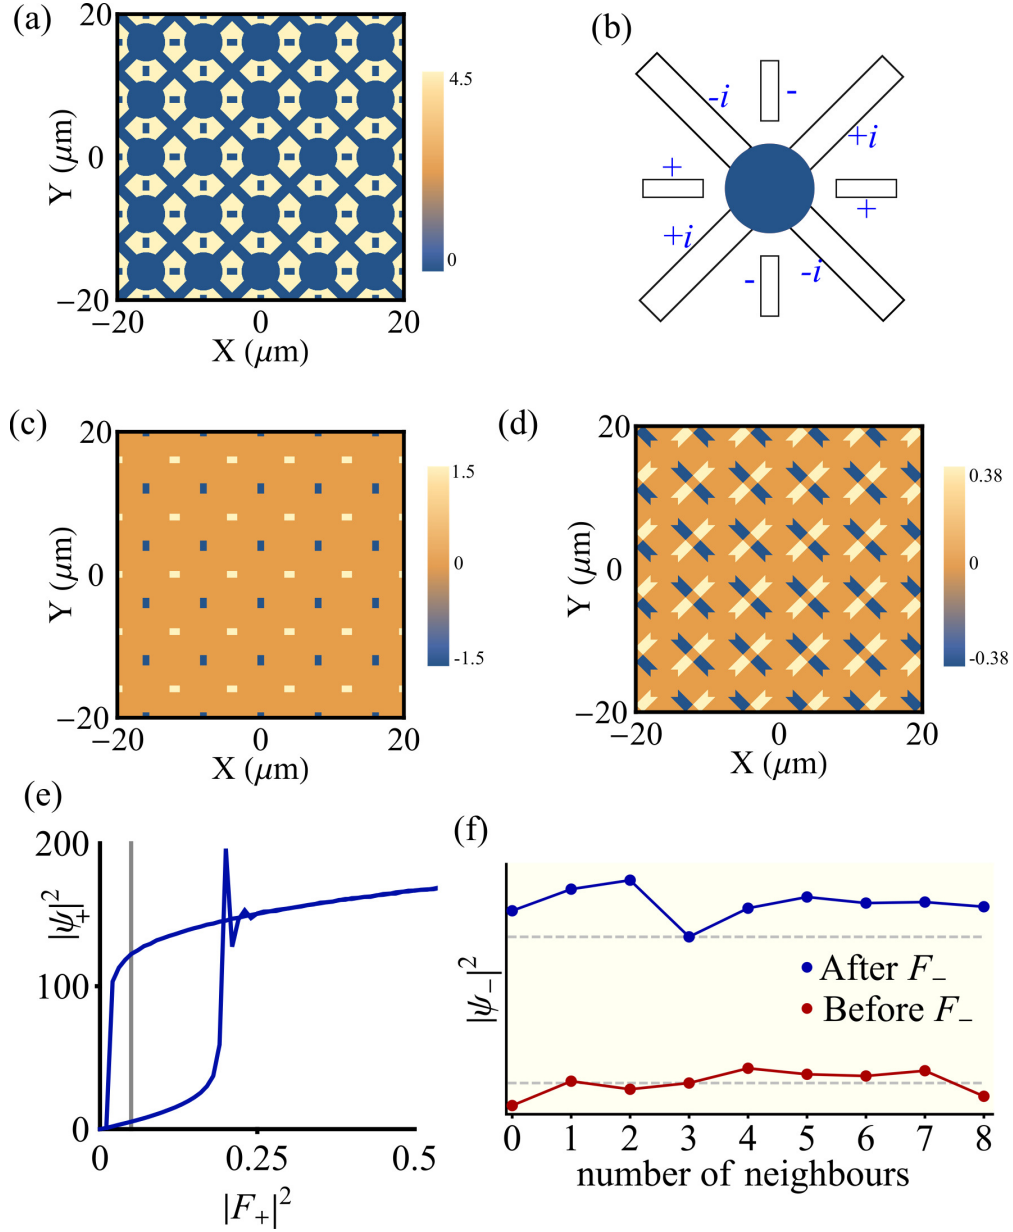 (a)
20
0
−20
Y (μm)
−20
0
20
X (μm)
4.5
0
(b)
-i
-
+i
+
+
+i
-
-i
(c)
20
0
−20
Y (μm)
−20
0
20
X (μm)
1.5
0
-1.5
(d)
20
0
−20
Y (μm)
−20
0
20
X (μm)
0.38
0
-0.38
(e)
200
100
0
|ψ+|²
0
0.25
0.5
|F+|²
(f)
|ψ−|²
After F−
Before F−
0 1 2 3 4 5 6 7 8
number of neighbours